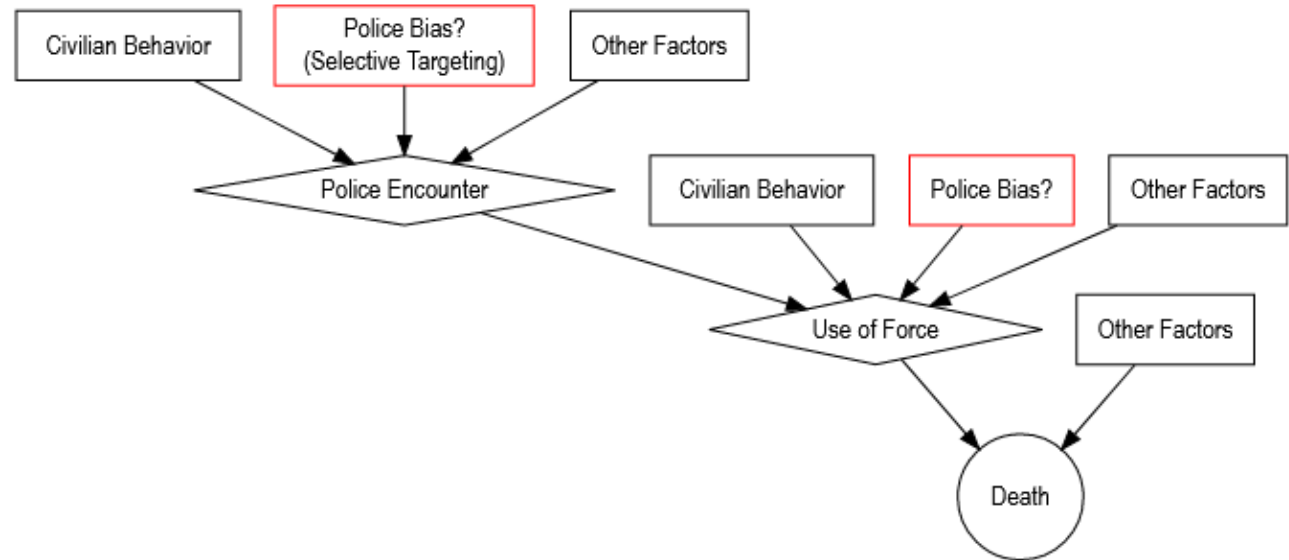 Civilian Behavior
Police Bias?
(Selective Targeting)
Other Factors
Police Encounter
Civilian Behavior
Police Bias?
Other Factors
Use of Force
Other Factors
Death